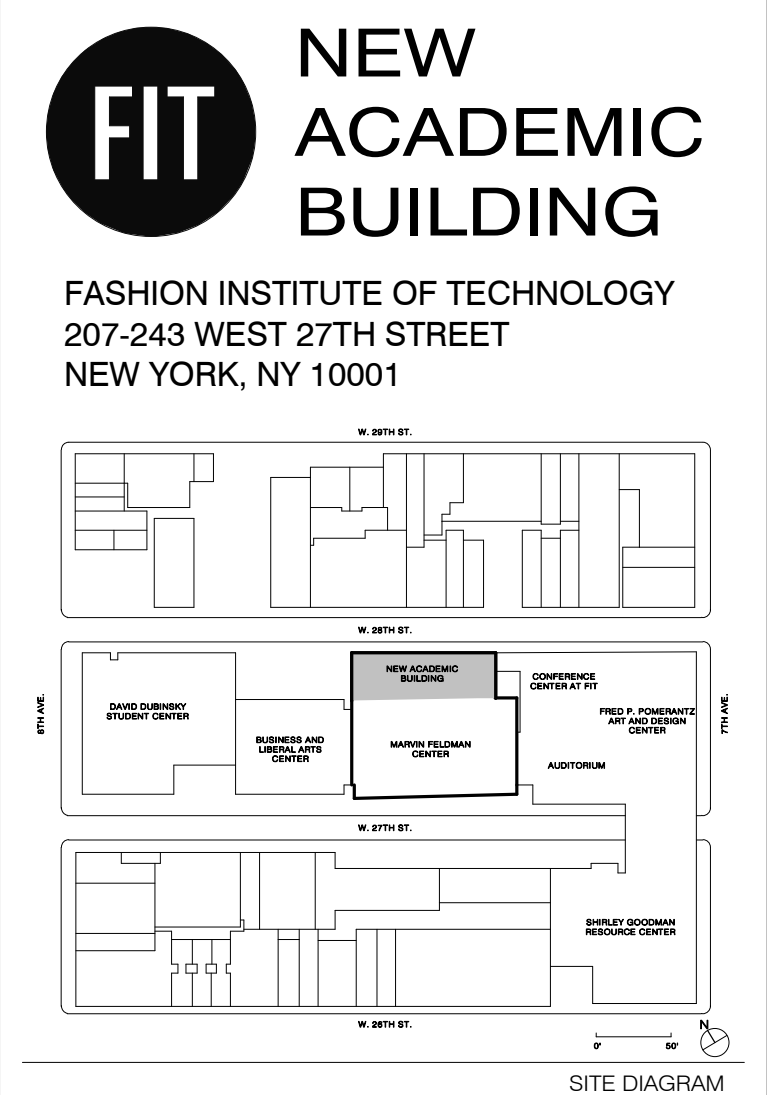 FIT
NEW
ACADEMIC
BUILDING
FASHION INSTITUTE OF TECHNOLOGY
207-243 WEST 27TH STREET
NEW YORK, NY 10001
W. 29TH ST.
W. 28TH ST.
8TH AVE.
DAVID DUBINSKY
STUDENT CENTER
BUSINESS AND
LIBERAL ARTS
CENTER
NEW ACADEMIC
BUILDING
MARVIN FELDMAN
CENTER
CONFERENCE
CENTER AT FIT
FRED P. POMERANTZ
ART AND DESIGN
CENTER
AUDITORIUM
7TH AVE.
W. 27TH ST.
SHIRLEY GOODMAN
RESOURCE CENTER
W. 26TH ST.
0' 50'
N
SITE DIAGRAM